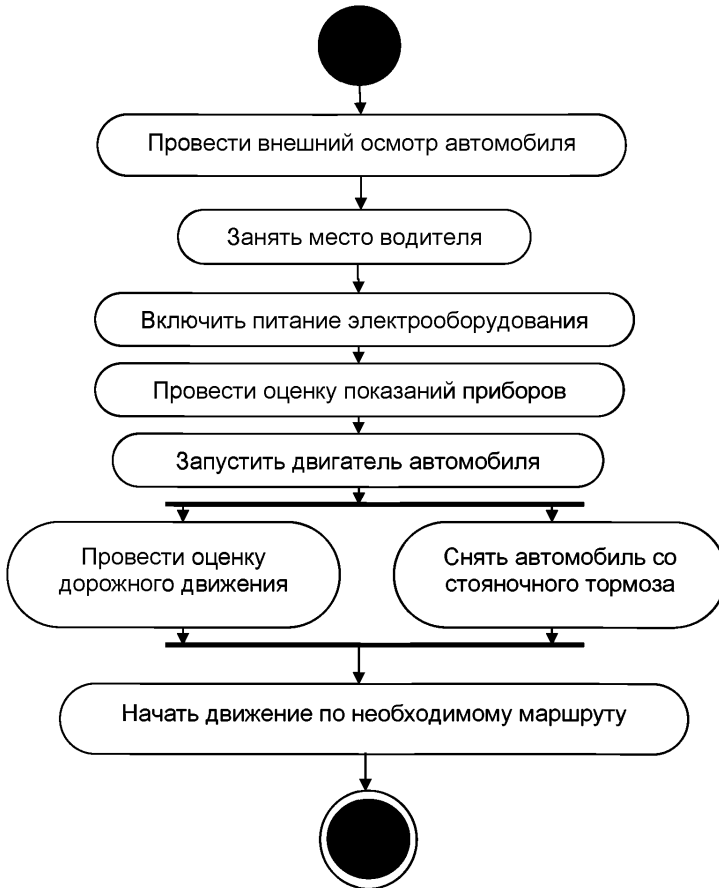 Провести внешний осмотр автомобиля
Занять место водителя
Включить питание электрооборудования
Провести оценку показаний приборов
Запустить двигатель автомобиля
Провести оценку
дорожного движения
Снять автомобиль со
стояночного тормоза
Начать движение по необходимому маршруту